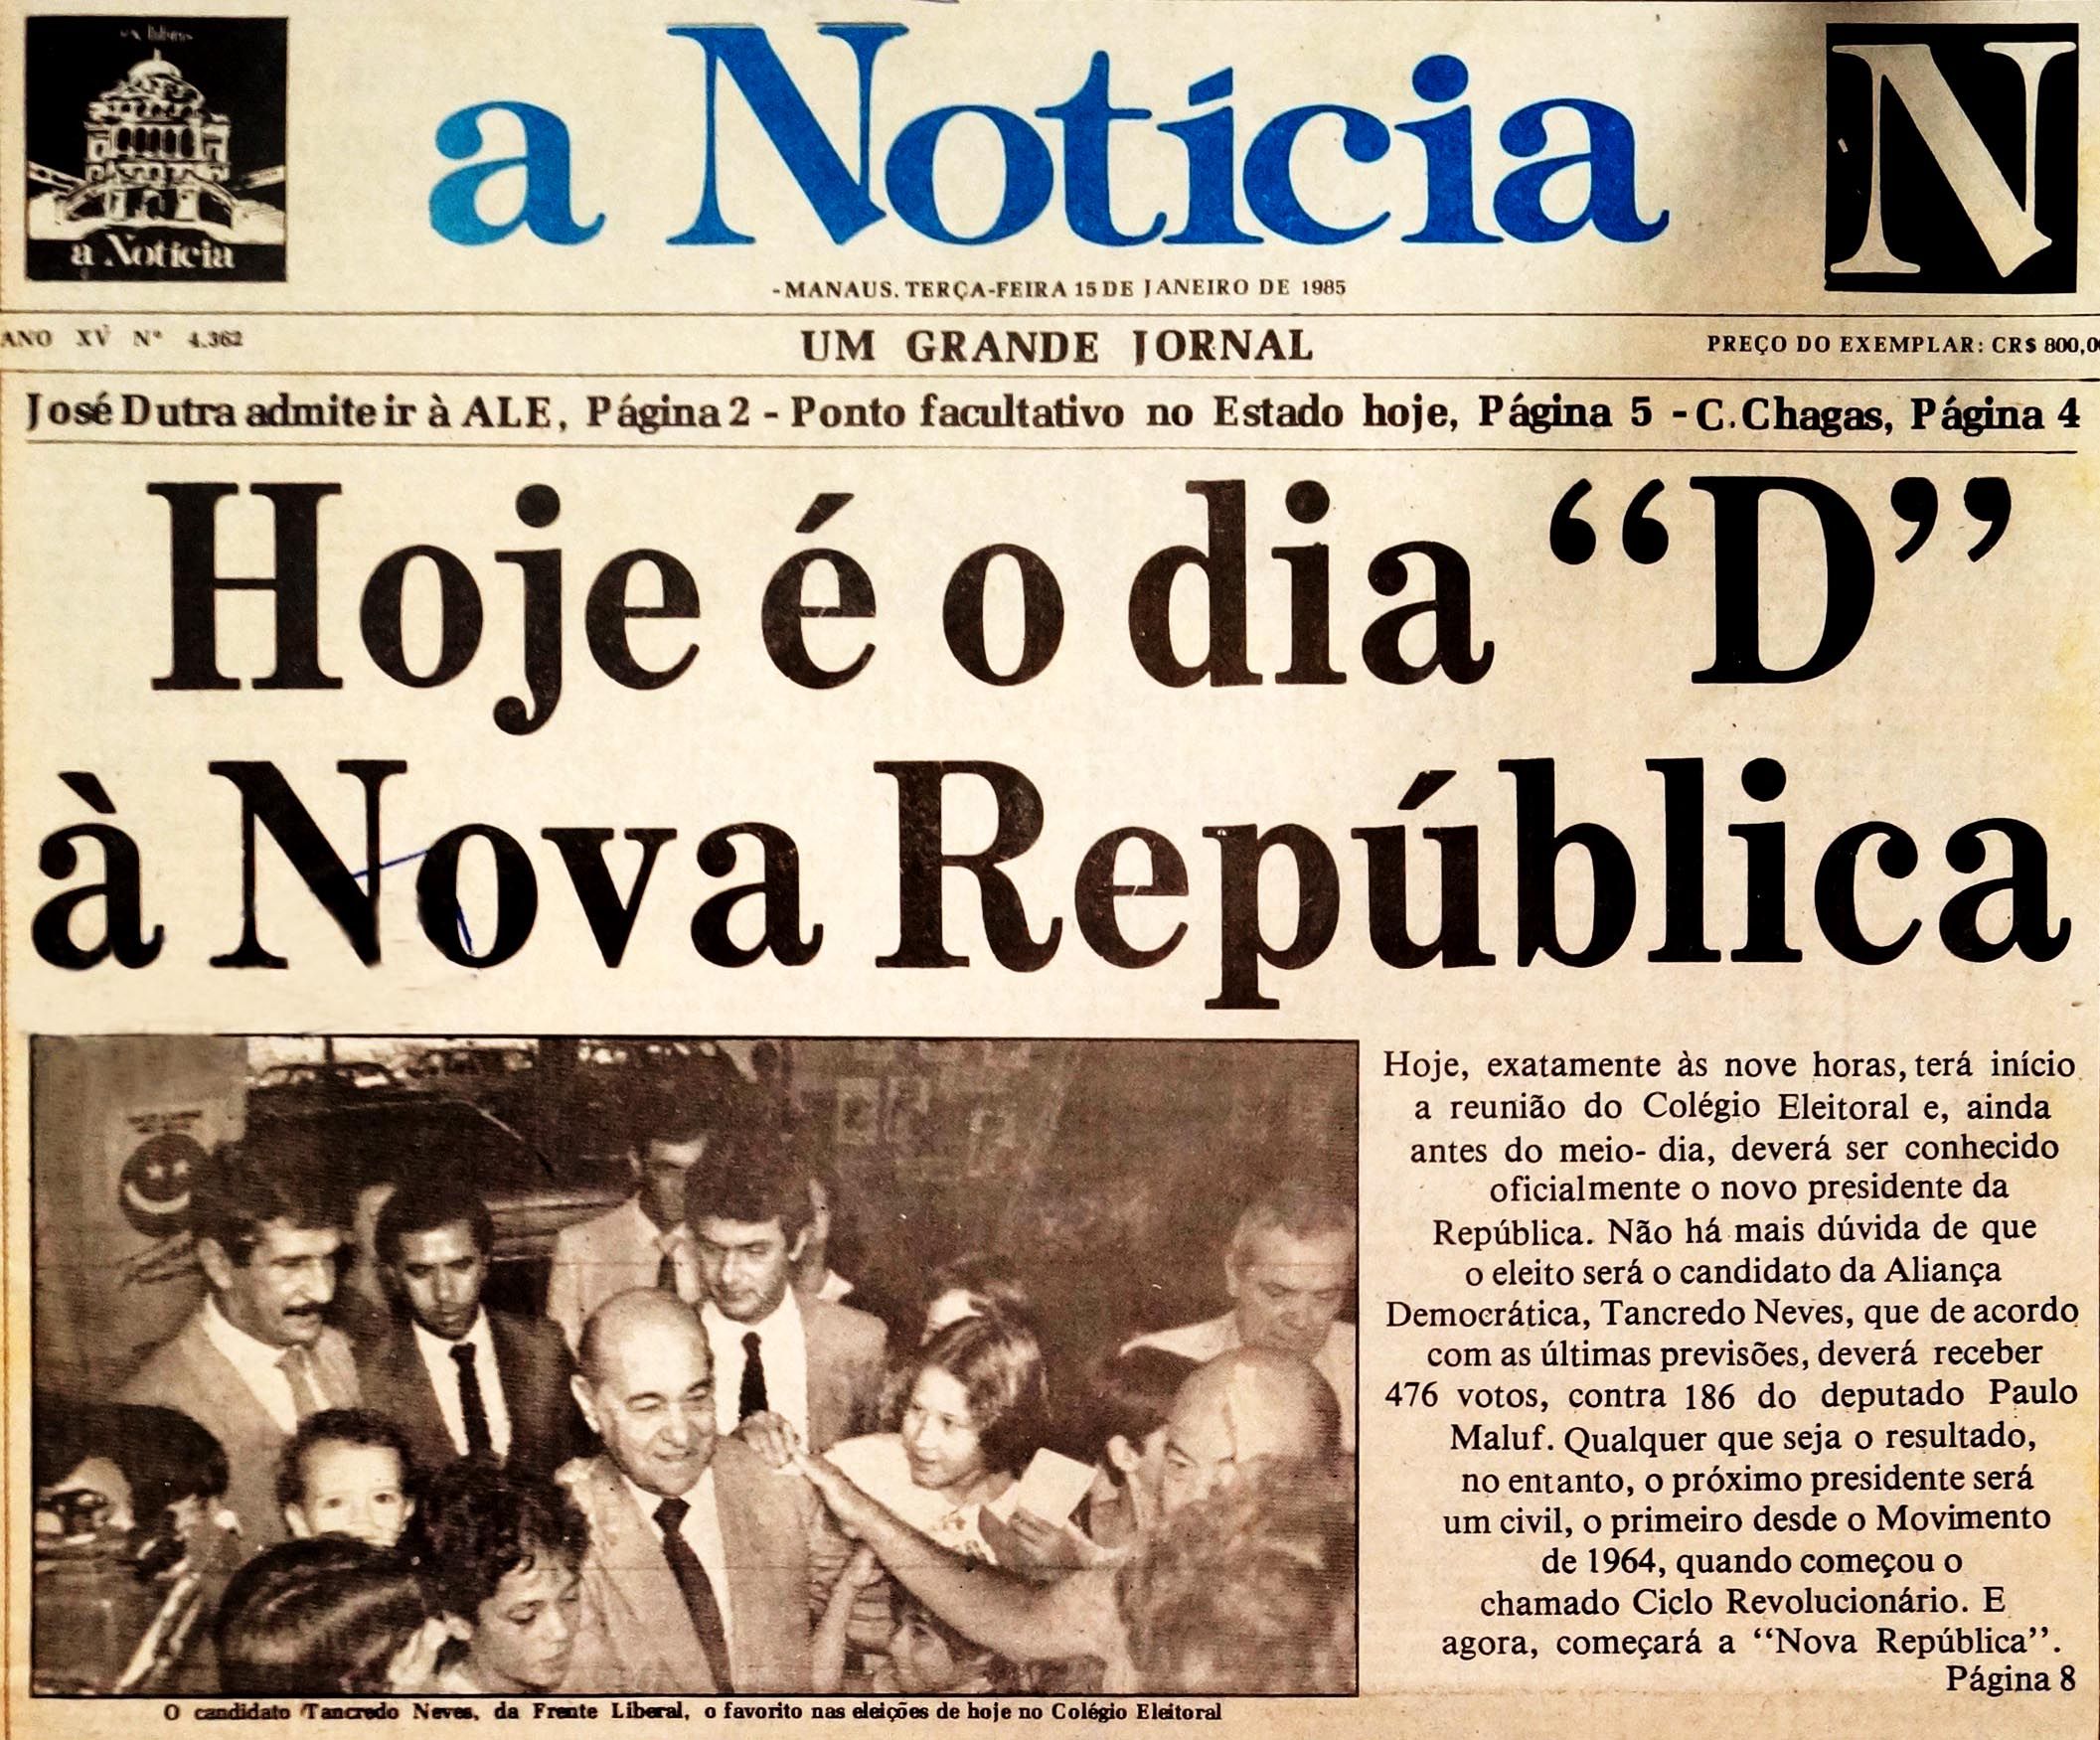 a Notícia
a Notícia
N
-MANAUS. TERÇA-FEIRA 15 DE JANEIRO DE 1985
ANO XV Nº 4.362
UM GRANDE JORNAL
PREÇO DO EXEMPLAR: CR$ 800,0
José Dutra admite ir à ALE, Página 2 - Ponto facultativo no Estado hoje, Página 5 - C.Chagas, Página 4
Hoje é o dia “D”
à Nova República
Hoje, exatamente às nove horas, terá início
a reunião do Colégio Eleitoral e, ainda
antes do meio- dia, deverá ser conhecido
oficialmente o novo presidente da
República. Não há mais dúvida de que
o eleito será o candidato da Aliança
Democrática, Tancredo Neves, que de acordo
com as últimas previsões, deverá receber
476 votos, contra 186 do deputado Paulo
Maluf. Qualquer que seja o resultado,
no entanto, o próximo presidente será
um civil, o primeiro desde o Movimento
de 1964, quando começou o
chamado Ciclo Revolucionário. E
agora, começará a “Nova República”.
Página 8
O candidato Tancredo Neves, da Frente Liberal, o favorito nas eleições de hoje no Colégio Eleitoral